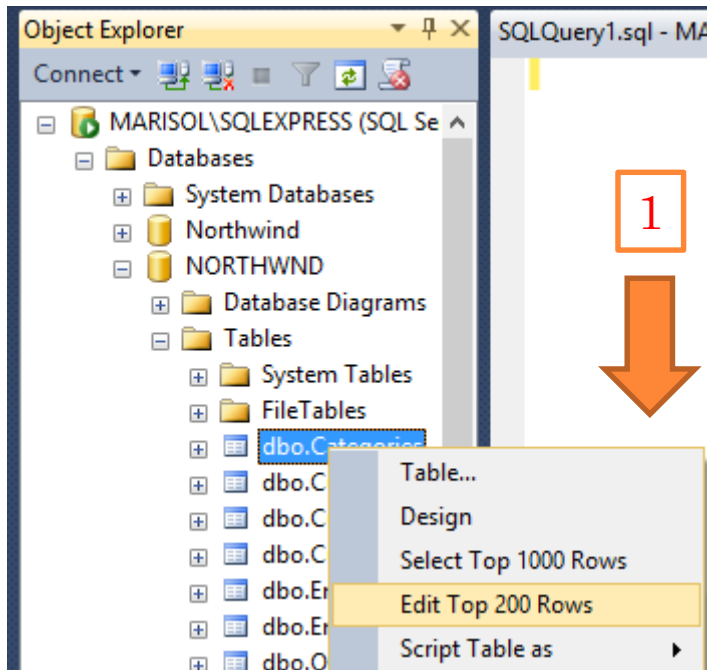 Object Explorer
SQLQuery1.sql - MA
Connect
MARISOL\SQLEXPRESS (SQL Se
Databases
System Databases
Northwind
1
NORTHWND
Database Diagrams
Tables
System Tables
FileTables
dbo.Categories
Table...
dbo.C
Design
dbo.C
Select Top 1000 Rows
dbo.C
Edit Top 200 Rows
dbo.Er
dbo.Er
Script Table as
dbo.O